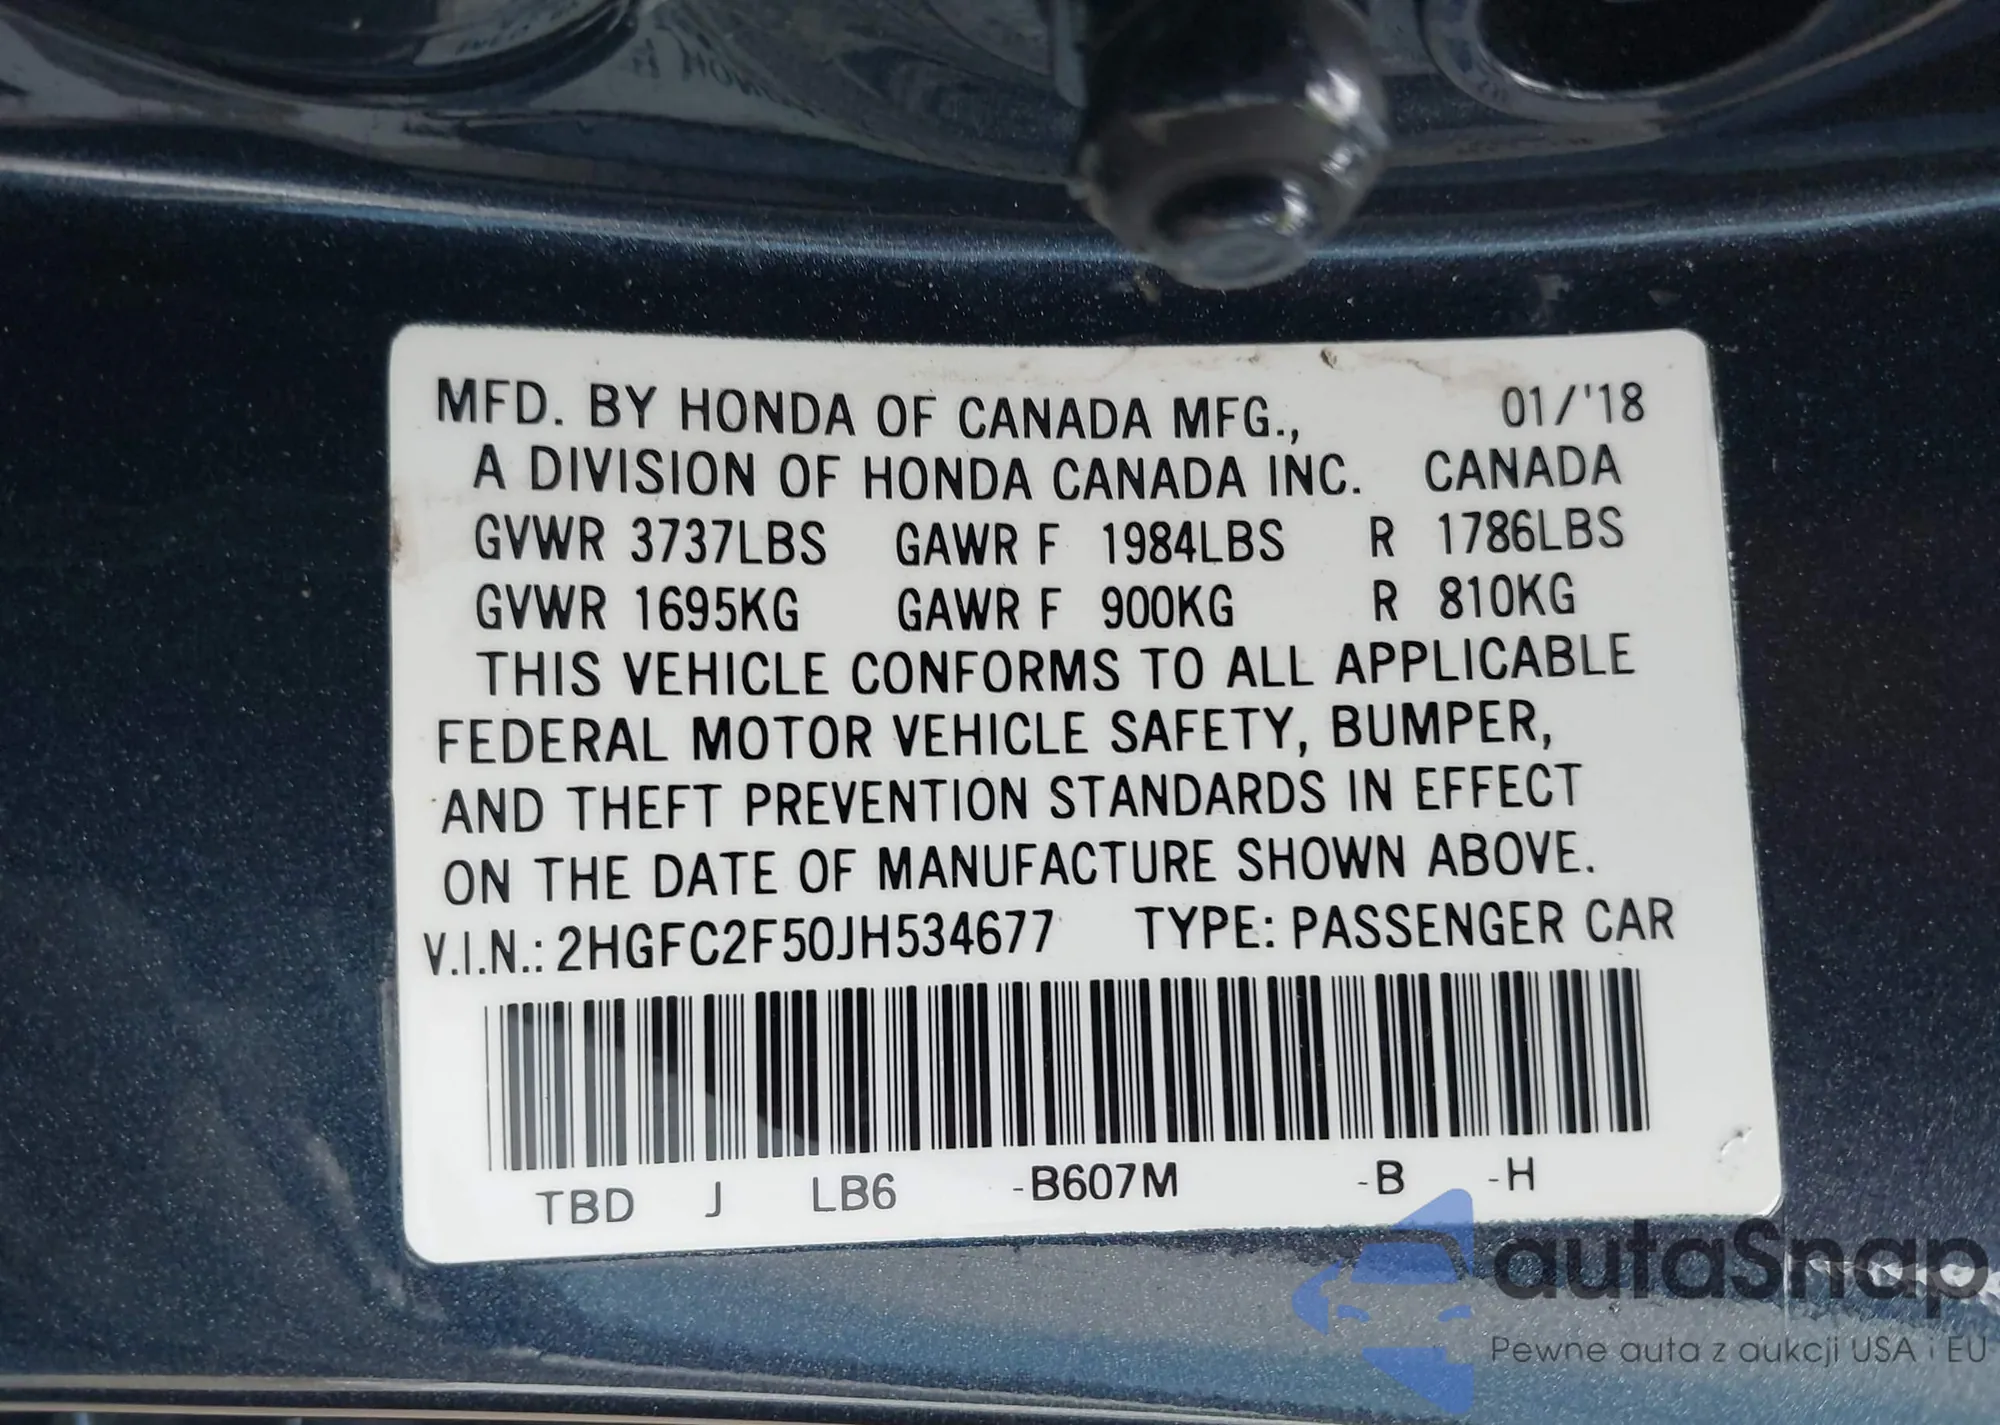 MFD. BY HONDA OF CANADA MFG., 01/'18
A DIVISION OF HONDA CANADA INC. CANADA
GVWR 3737LBS GAWR F 1984LBS R 1786LBS
GVWR 1695KG GAWR F 900KG R 810KG
THIS VEHICLE CONFORMS TO ALL APPLICABLE
FEDERAL MOTOR VEHICLE SAFETY, BUMPER,
AND THEFT PREVENTION STANDARDS IN EFFECT
ON THE DATE OF MANUFACTURE SHOWN ABOVE.
V.I.N.: 2HGFC2F50JH534677 TYPE: PASSENGER CAR
TBD J LB6 -B607M -B -H
autaSnap
Pewne auta z aukcji USA i EU